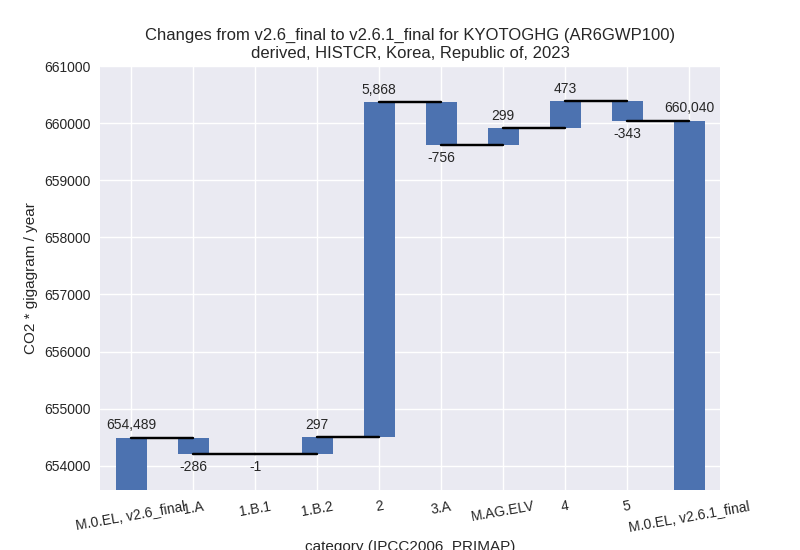 Changes from v2.6_final to v2.6.1_final for KYOTOGHG (AR6GWP100)
derived, HISTCR, Korea, Republic of, 2023
661000
660000
659000
658000
657000
656000
655000
654000
CO2 * gigagram / year
654,489
-286
-1
297
5,868
-756
299
473
-343
660,040
M.0.EL, v2.6_final
1.A
1.B.1
1.B.2
2
3.A
M.AG.ELV
4
5
M.0.EL, v2.6.1_final
category (IPCC2006_PRIMAP)